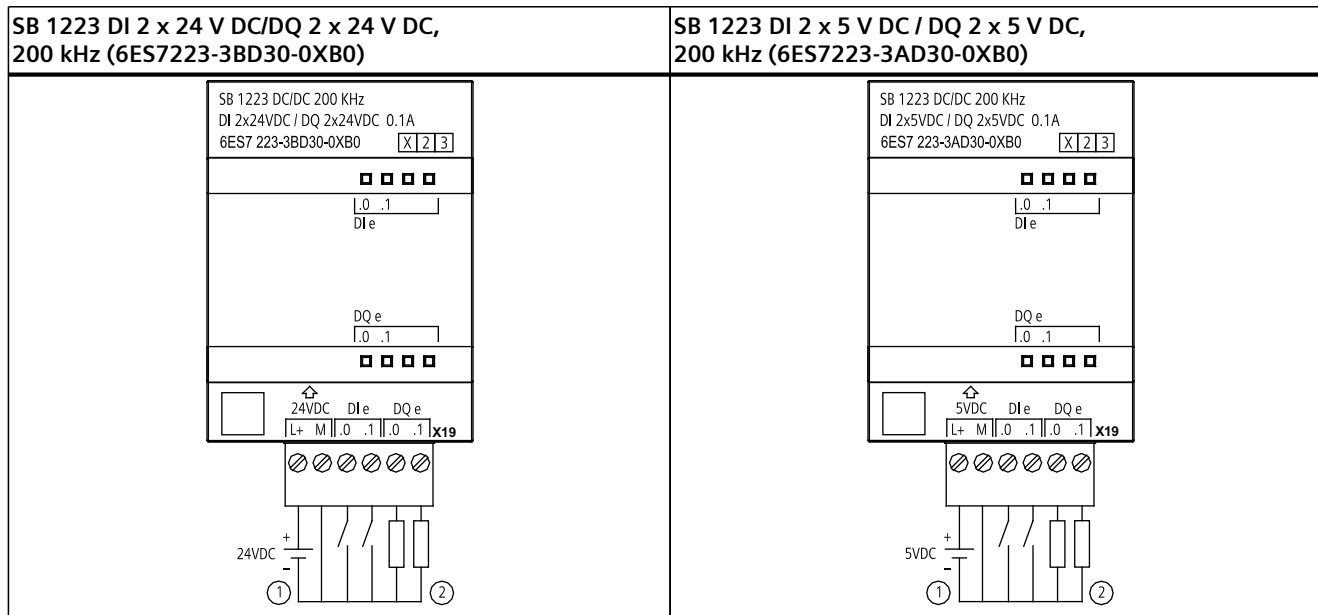 SB 1223 DI 2 x 24 V DC/DQ 2 x 24 V DC,
200 kHz (6ES7223-3BD30-0XB0)
SB 1223 DC/DC 200 KHz
DI 2x24VDC / DQ 2x24VDC 0.1A
6ES7 223-3BD30-0XB0 X 2 3
.0 .1
DI e
DQ e
.0 .1
24VDC DI e DQ e
L+ M .0 .1 .0 .1 X19
+
24VDC
–
1 2
SB 1223 DI 2 x 5 V DC / DQ 2 x 5 V DC,
200 kHz (6ES7223-3AD30-0XB0)
SB 1223 DC/DC 200 KHz
DI 2x5VDC / DQ 2x5VDC 0.1A
6ES7 223-3AD30-0XB0 X 2 3
.0 .1
DI e
DQ e
.0 .1
5VDC DI e DQ e
L+ M .0 .1 .0 .1 X19
+
5VDC
–
1 2